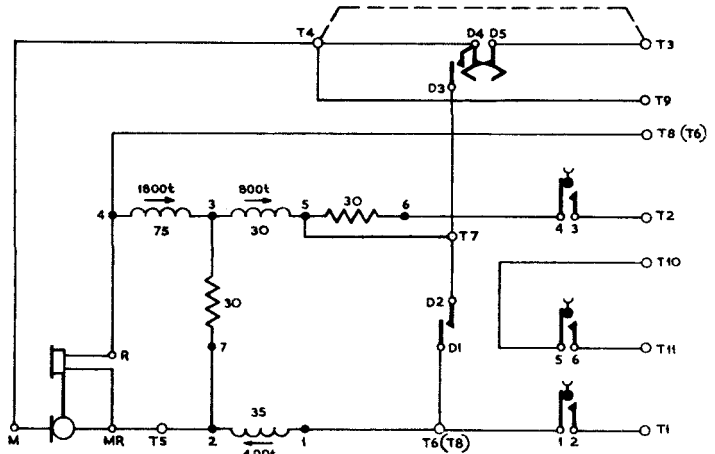 T4 D4 D5 T3
D3 T9
T8 (T6)
1800t 800t
4 3 5 30 6 T2
75 30 4 3
T7
T10
30 D2
7
R D1 5 6 T11
35
M MR T5 2 1 T6 (T8) 1 2 T1
400t